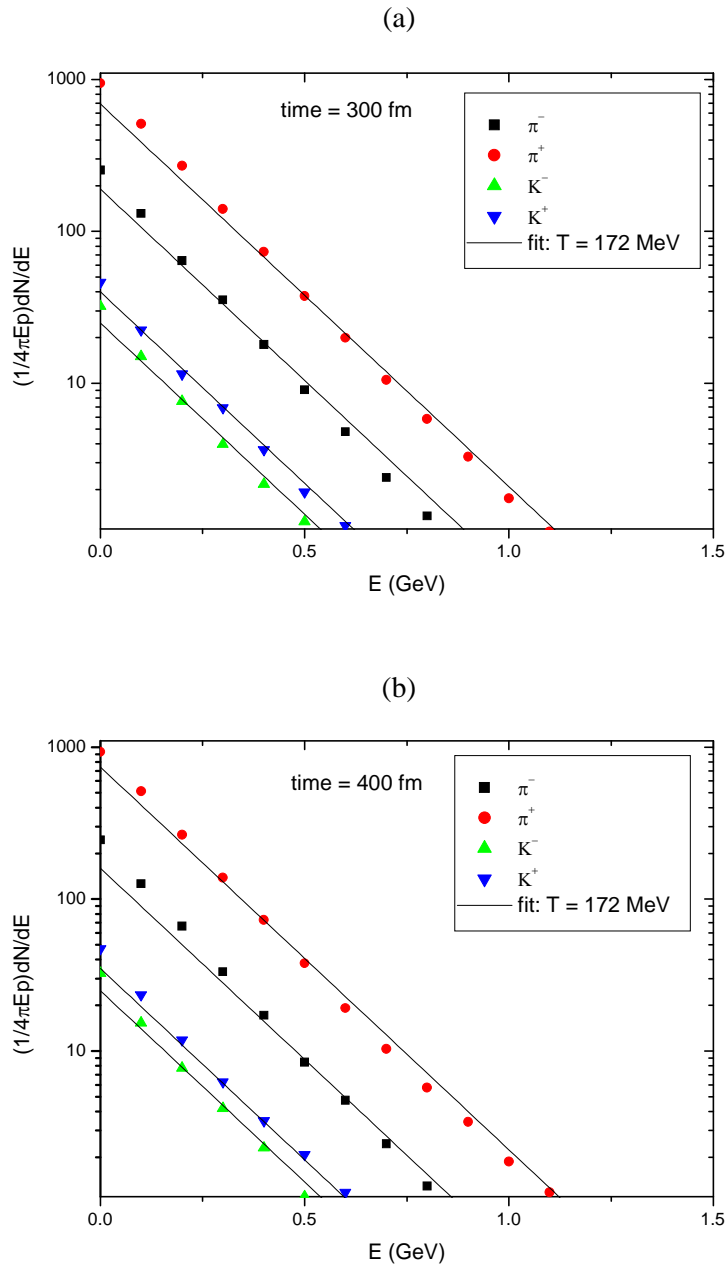 (a)
1000
100
10
(1/4πEp)dN/dE
time = 300 fm
π⁻
π⁺
K⁻
K⁺
fit: T = 172 MeV
0.0 0.5 1.0 1.5
E (GeV)
(b)
1000
100
10
(1/4πEp)dN/dE
time = 400 fm
π⁻
π⁺
K⁻
K⁺
fit: T = 172 MeV
0.0 0.5 1.0 1.5
E (GeV)